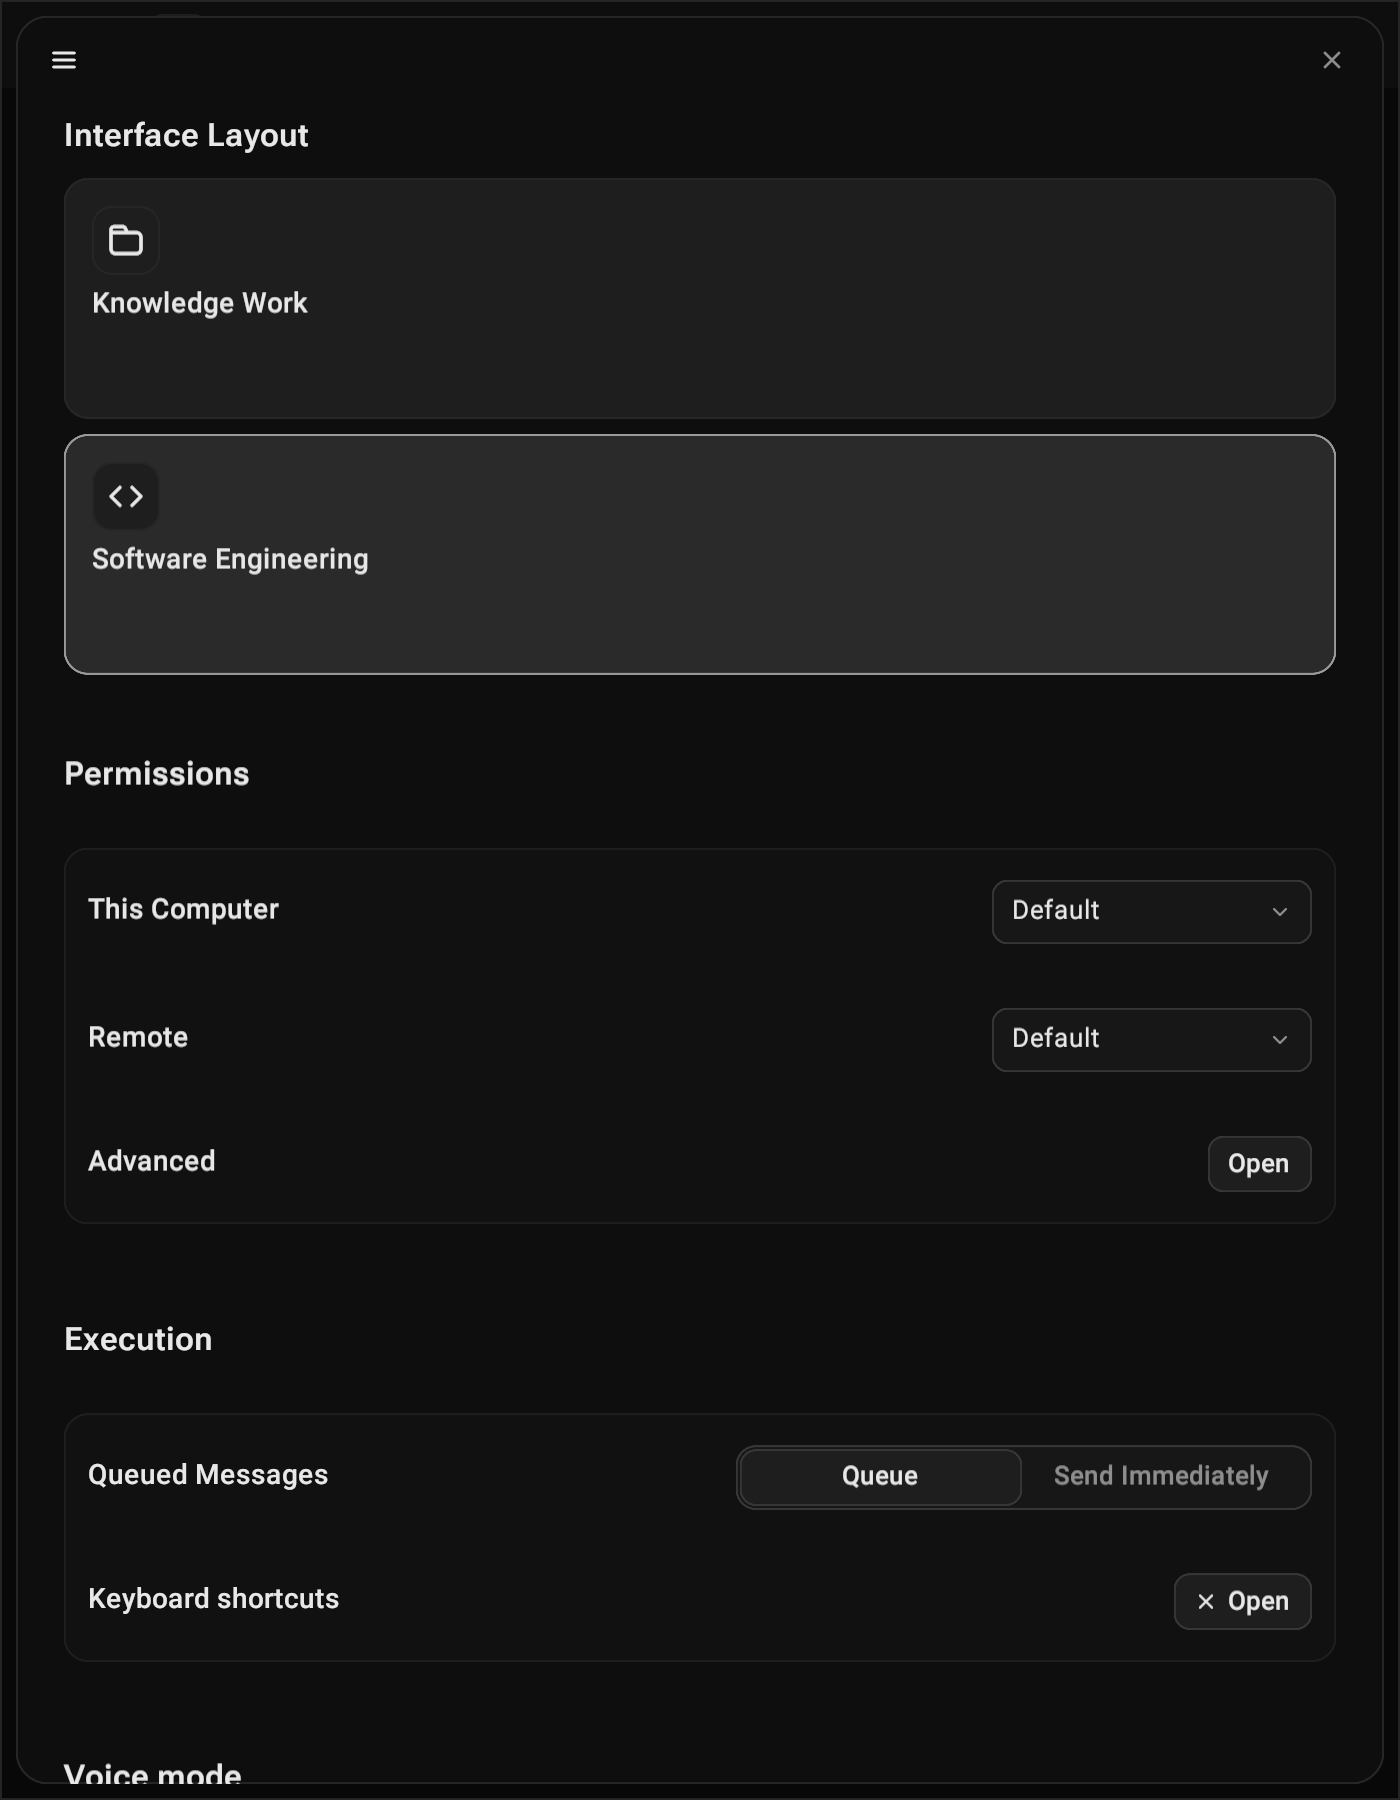 Interface Layout
Knowledge Work
Software Engineering
Permissions
This Computer
Default
Remote
Default
Advanced
Open
Execution
Queued Messages
Queue
Send Immediately
Keyboard shortcuts
Open
Voice mode